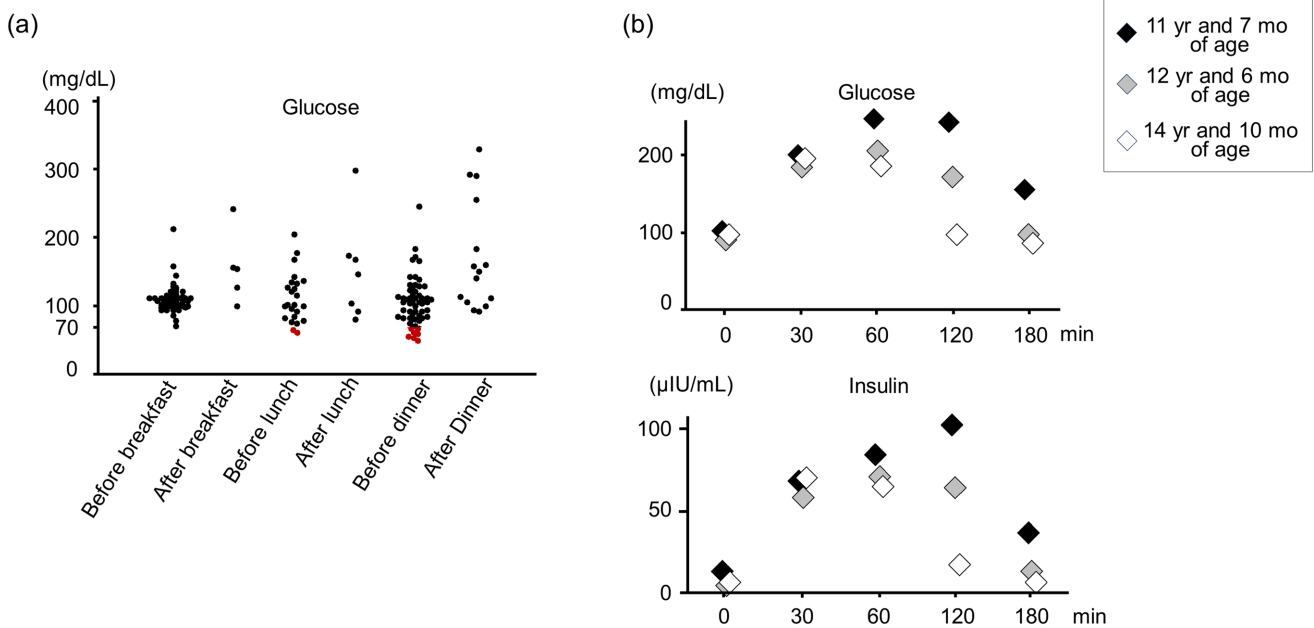 (a)
(mg/dL)
Glucose
400
300
200
100
70
0
Before breakfast
After breakfast
Before lunch
After lunch
Before dinner
After Dinner
(b)
(mg/dL)
Glucose
200
100
0
0 30 60 120 180 min
(µIU/mL)
Insulin
100
50
0
0 30 60 120 180 min
11 yr and 7 mo
of age
12 yr and 6 mo
of age
14 yr and 10 mo
of age